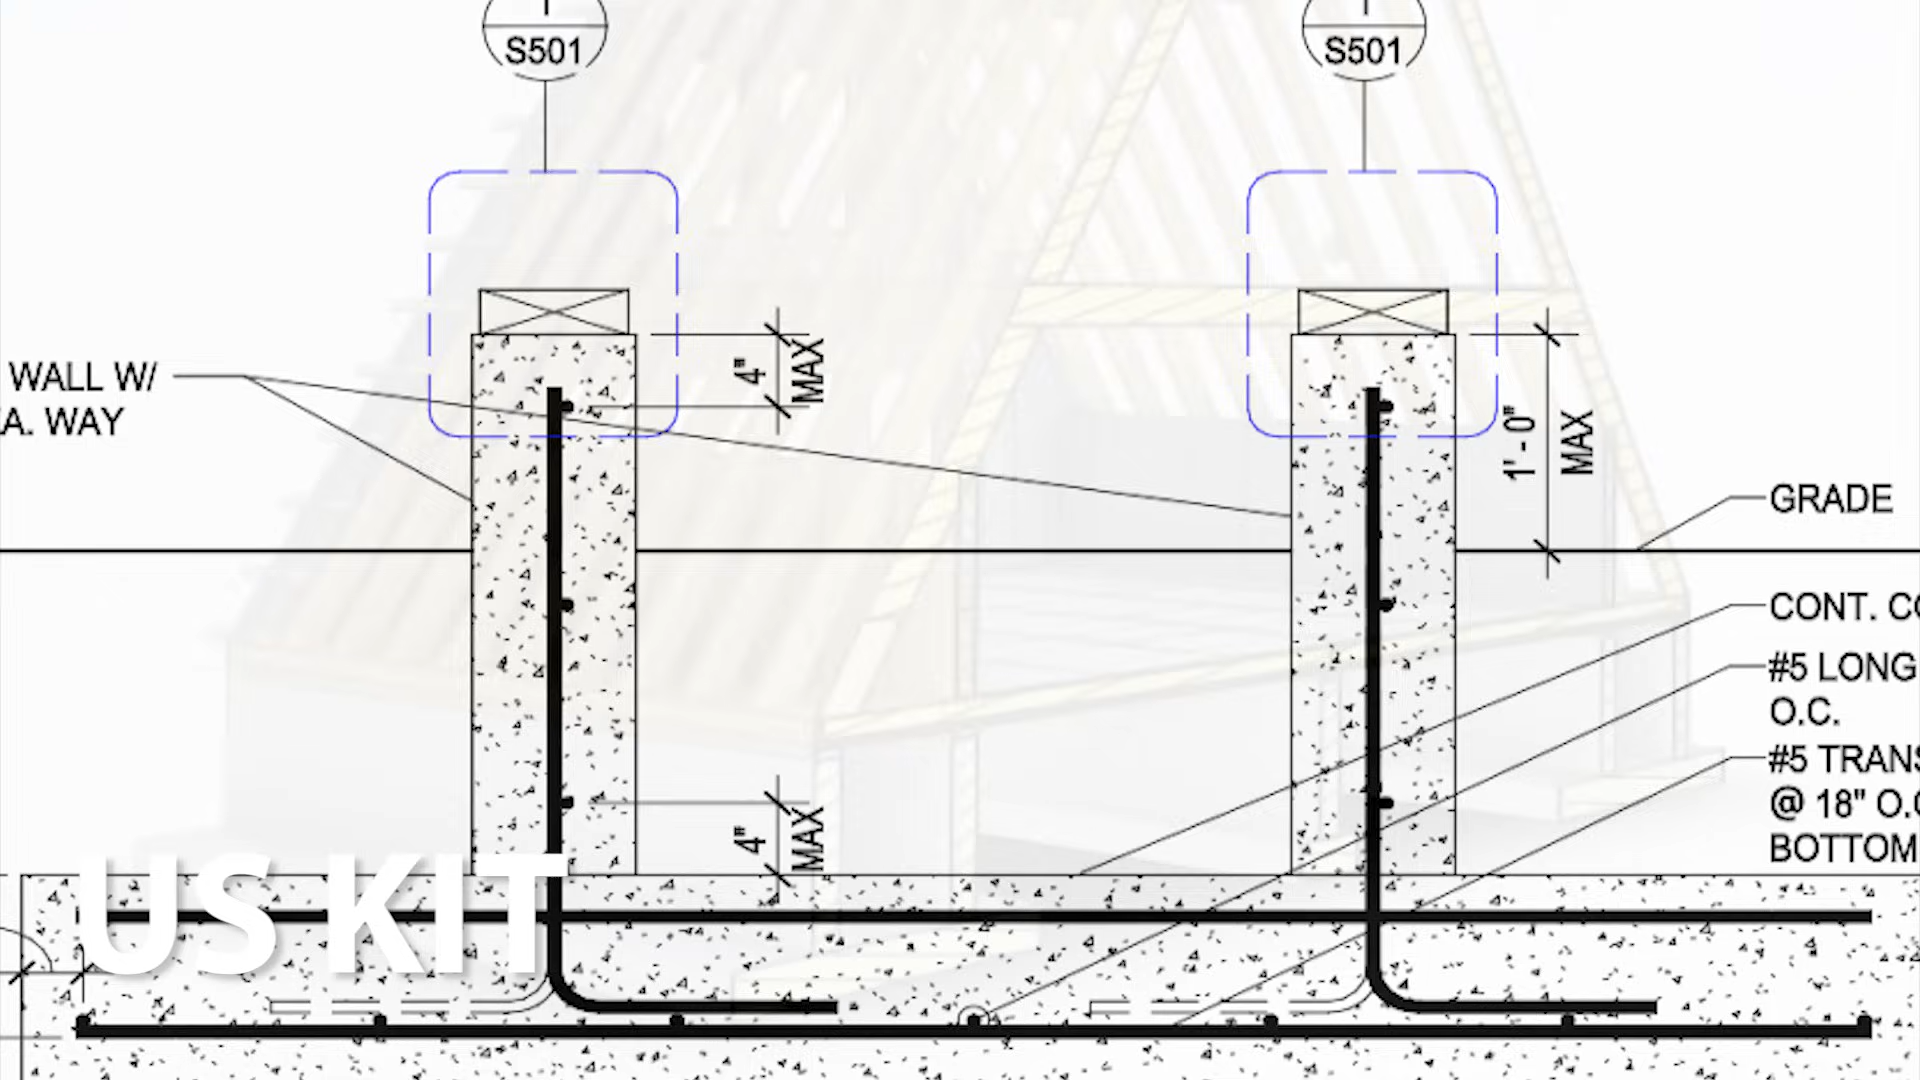 S501
S501
WALL W/
A. WAY
4"
MAX
1'-0"
MAX
GRADE
CONT.
#5 LONG
O.C.
#5 TRANS
@ 18" O.C
BOTTOM
4"
MAX
US KIT